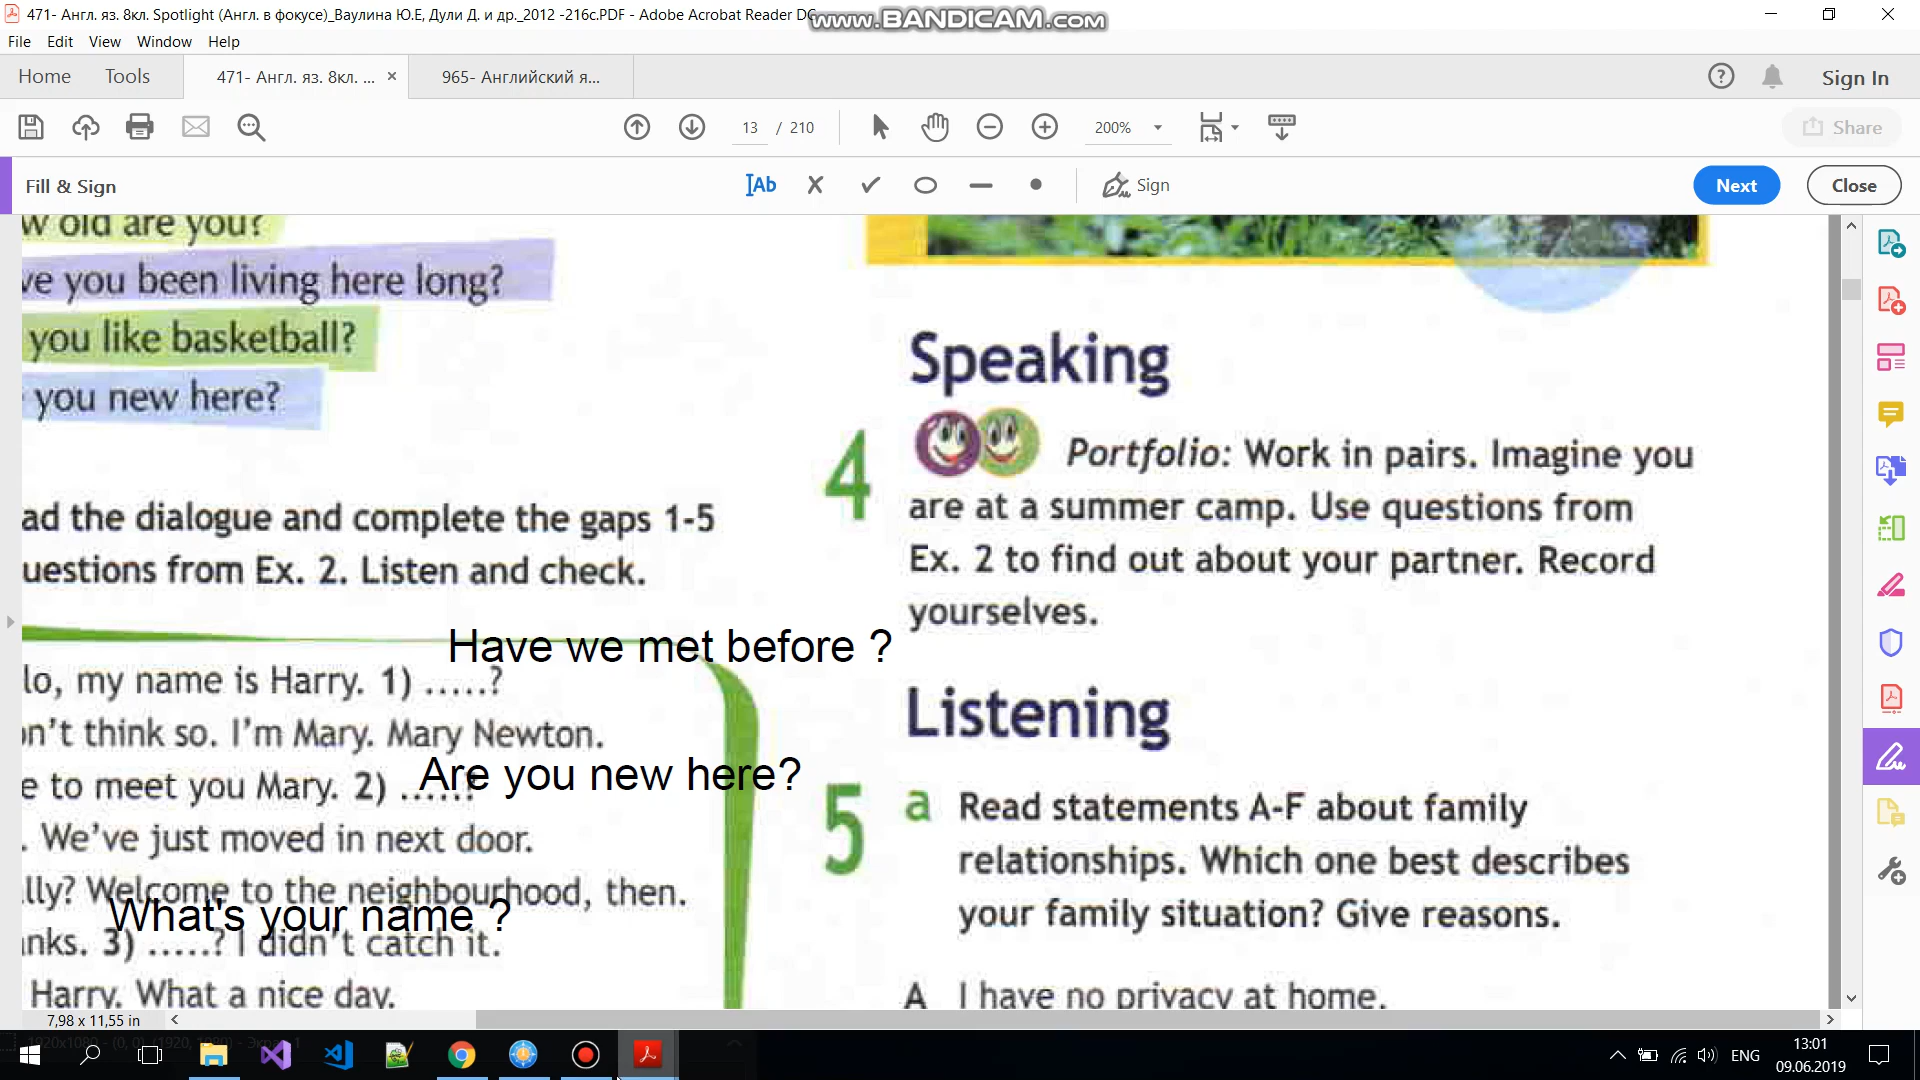 471- Англ. яз. 8кл. Spotlight (Англ. в фокусе)_Ваулина Ю.Е, Дули Д. и др._2012 -216с.PDF - Adobe Acrobat Reader DC
www.BANDICAM.com
File Edit View Window Help
Home Tools 471- Англ. яз. 8кл. ... × 965- Английский я... Sign In
13 / 210 200% Share
Fill & Sign IAb Sign Next Close
w old are you?
ve you been living here long?
you like basketball?
you new here?
ad the dialogue and complete the gaps 1-5
uestions from Ex. 2. Listen and check.
Have we met before ?
lo, my name is Harry. 1) .....?
n't think so. I'm Mary. Mary Newton.
Are you new here?
e to meet you Mary. 2) .....?
. We've just moved in next door.
lly? Welcome to the neighbourhood, then.
What's your name ?
nks. 3) .....? I didn't catch it.
Harry. What a nice day.
Speaking
4 Portfolio: Work in pairs. Imagine you
are at a summer camp. Use questions from
Ex. 2 to find out about your partner. Record
yourselves.
Listening
5 a Read statements A-F about family
relationships. Which one best describes
your family situation? Give reasons.
A I have no privacy at home.
7,98 x 11,55 in
1920x1080 - (0, 0), (1920, 1080) - Экран 1
ENG
13:01
09.06.2019